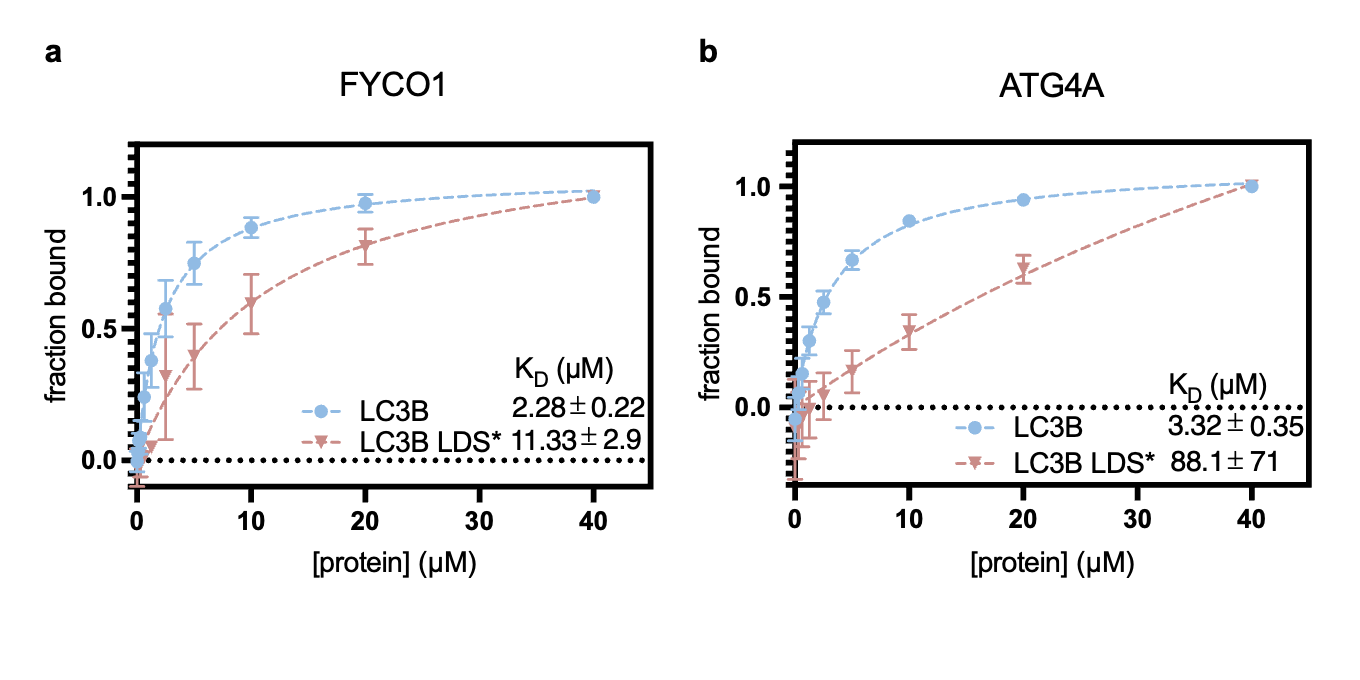 a
FYCO1
1.0
0.5
0.0
fraction bound
K_D (µM)
LC3B 2.28 ± 0.22
LC3B LDS* 11.33 ± 2.9
0 10 20 30 40
[protein] (µM)
b
ATG4A
1.0
0.5
0.0
fraction bound
K_D (µM)
LC3B 3.32 ± 0.35
LC3B LDS* 88.1 ± 71
0 10 20 30 40
[protein] (µM)